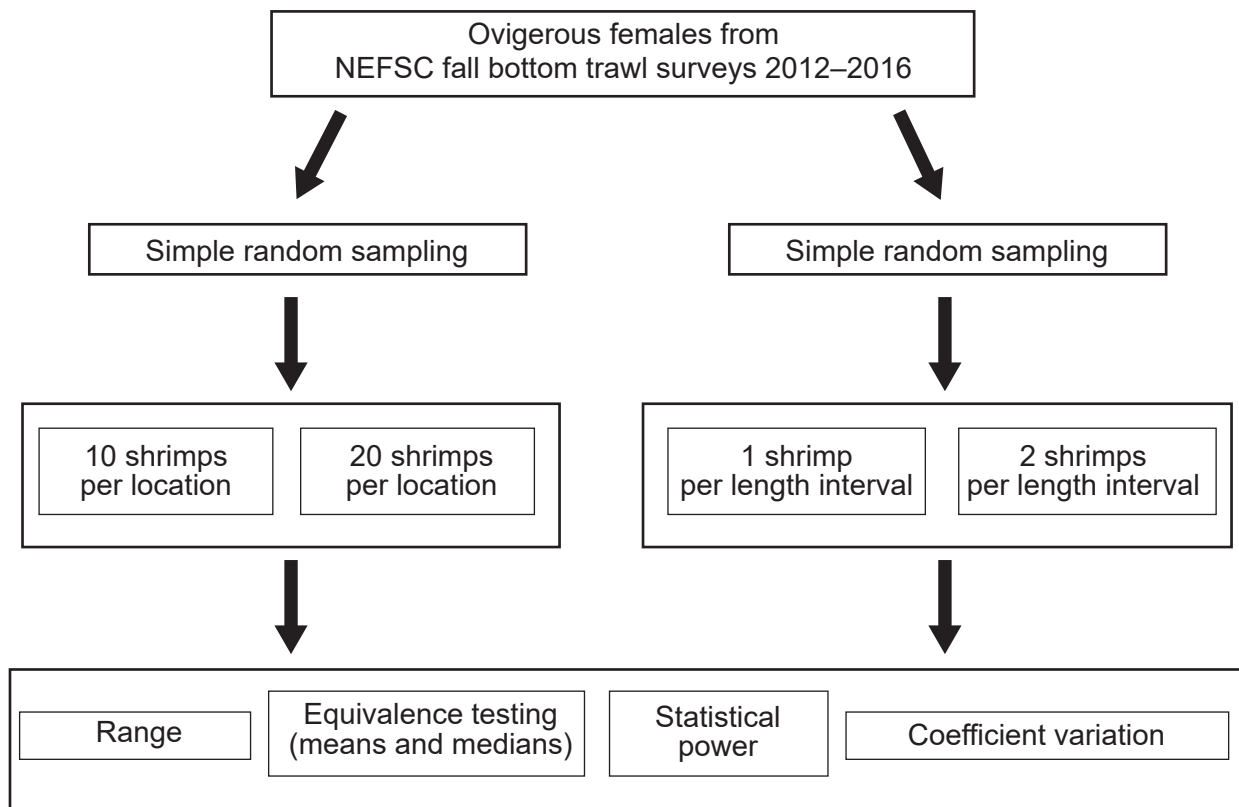 Ovigerous females from
NEFSC fall bottom trawl surveys 2012–2016
Simple random sampling
Simple random sampling
10 shrimps
per location
20 shrimps
per location
1 shrimp
per length interval
2 shrimps
per length interval
Range
Equivalence testing
(means and medians)
Statistical
power
Coefficient variation